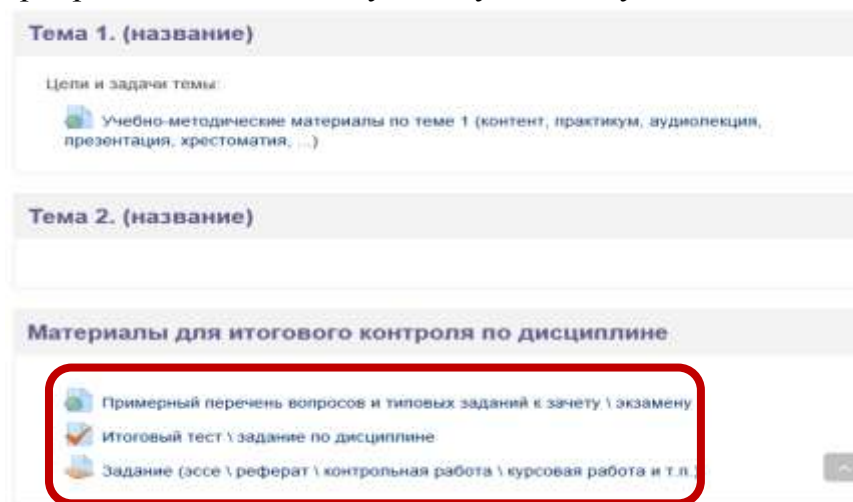 Тема 1. (название)
Цели и задачи темы:
Учебно-методические материалы по теме 1 (контент, практикум, аудиолекция,
презентация, хрестоматия, ...)
Тема 2. (название)
Материалы для итогового контроля по дисциплине
Примерный перечень вопросов и типовых заданий к зачету \ экзамену
Итоговый тест \ задание по дисциплине
Задание (эссе \ реферат \ контрольная работа \ курсовая работа и т.п.)